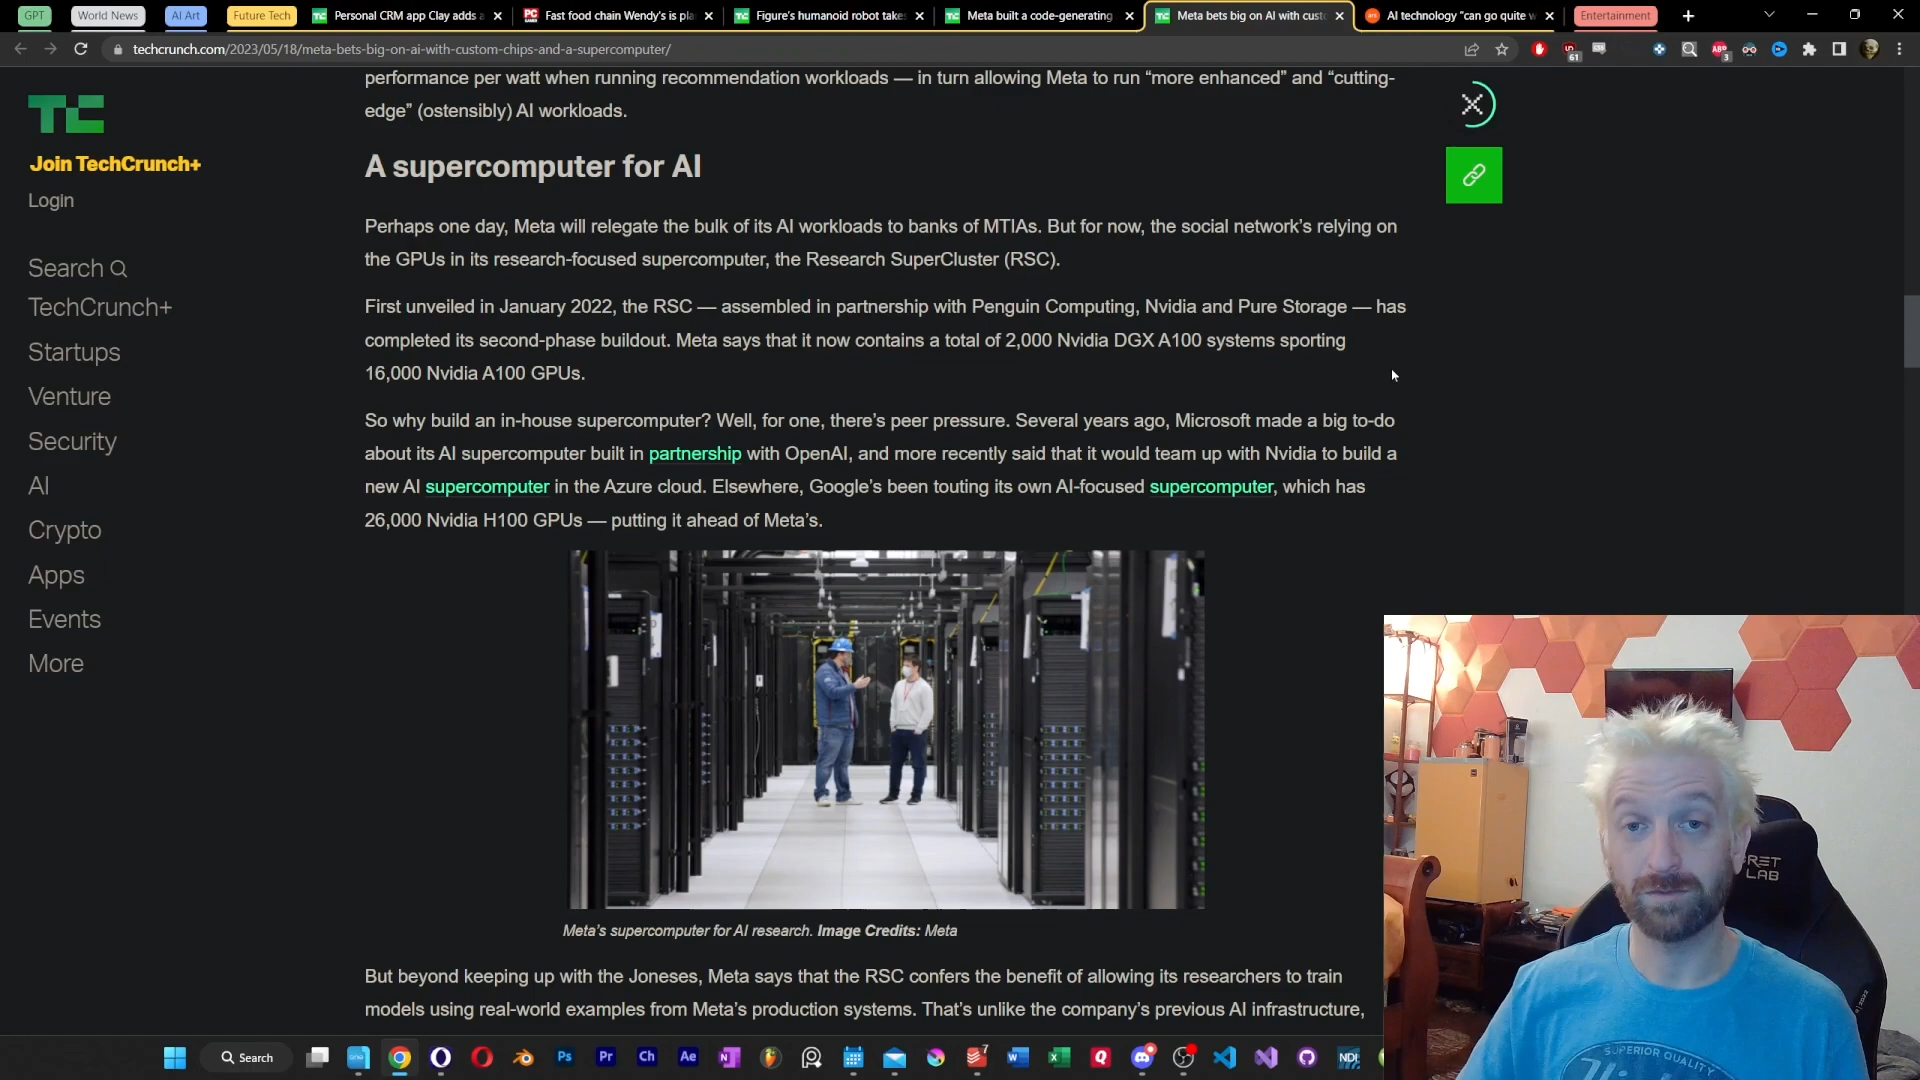 GPT
World News
AI Art
Future Tech
Personal CRM app Clay adds a
Fast food chain Wendy's is pla
Figure's humanoid robot take
Meta built a code-generating
Meta bets big on AI with custo
AI technology "can go quite w
Entertainment
techcrunch.com/2023/05/18/meta-bets-big-on-ai-with-custom-chips-and-a-supercomputer/
Join TechCrunch+
Login
Search
TechCrunch+
Startups
Venture
Security
AI
Crypto
Apps
Events
More
performance per watt when running recommendation workloads — in turn allowing Meta to run “more enhanced” and “cutting-
edge” (ostensibly) AI workloads.
A supercomputer for AI
Perhaps one day, Meta will relegate the bulk of its AI workloads to banks of MTIAs. But for now, the social network’s relying on
the GPUs in its research-focused supercomputer, the Research SuperCluster (RSC).
First unveiled in January 2022, the RSC — assembled in partnership with Penguin Computing, Nvidia and Pure Storage — has
completed its second-phase buildout. Meta says that it now contains a total of 2,000 Nvidia DGX A100 systems sporting
16,000 Nvidia A100 GPUs.
So why build an in-house supercomputer? Well, for one, there’s peer pressure. Several years ago, Microsoft made a big to-do
about its AI supercomputer built in partnership with OpenAI, and more recently said that it would team up with Nvidia to build a
new AI supercomputer in the Azure cloud. Elsewhere, Google’s been touting its own AI-focused supercomputer, which has
26,000 Nvidia H100 GPUs — putting it ahead of Meta’s.
Meta’s supercomputer for AI research. Image Credits: Meta
But beyond keeping up with the Joneses, Meta says that the RSC confers the benefit of allowing its researchers to train
models using real-world examples from Meta’s production systems. That’s unlike the company’s previous AI infrastructure,
RET
LAB
SUPERIOR QUALITY
Search
Ps
Pr
Ch
Ae
7
NDI
61
3